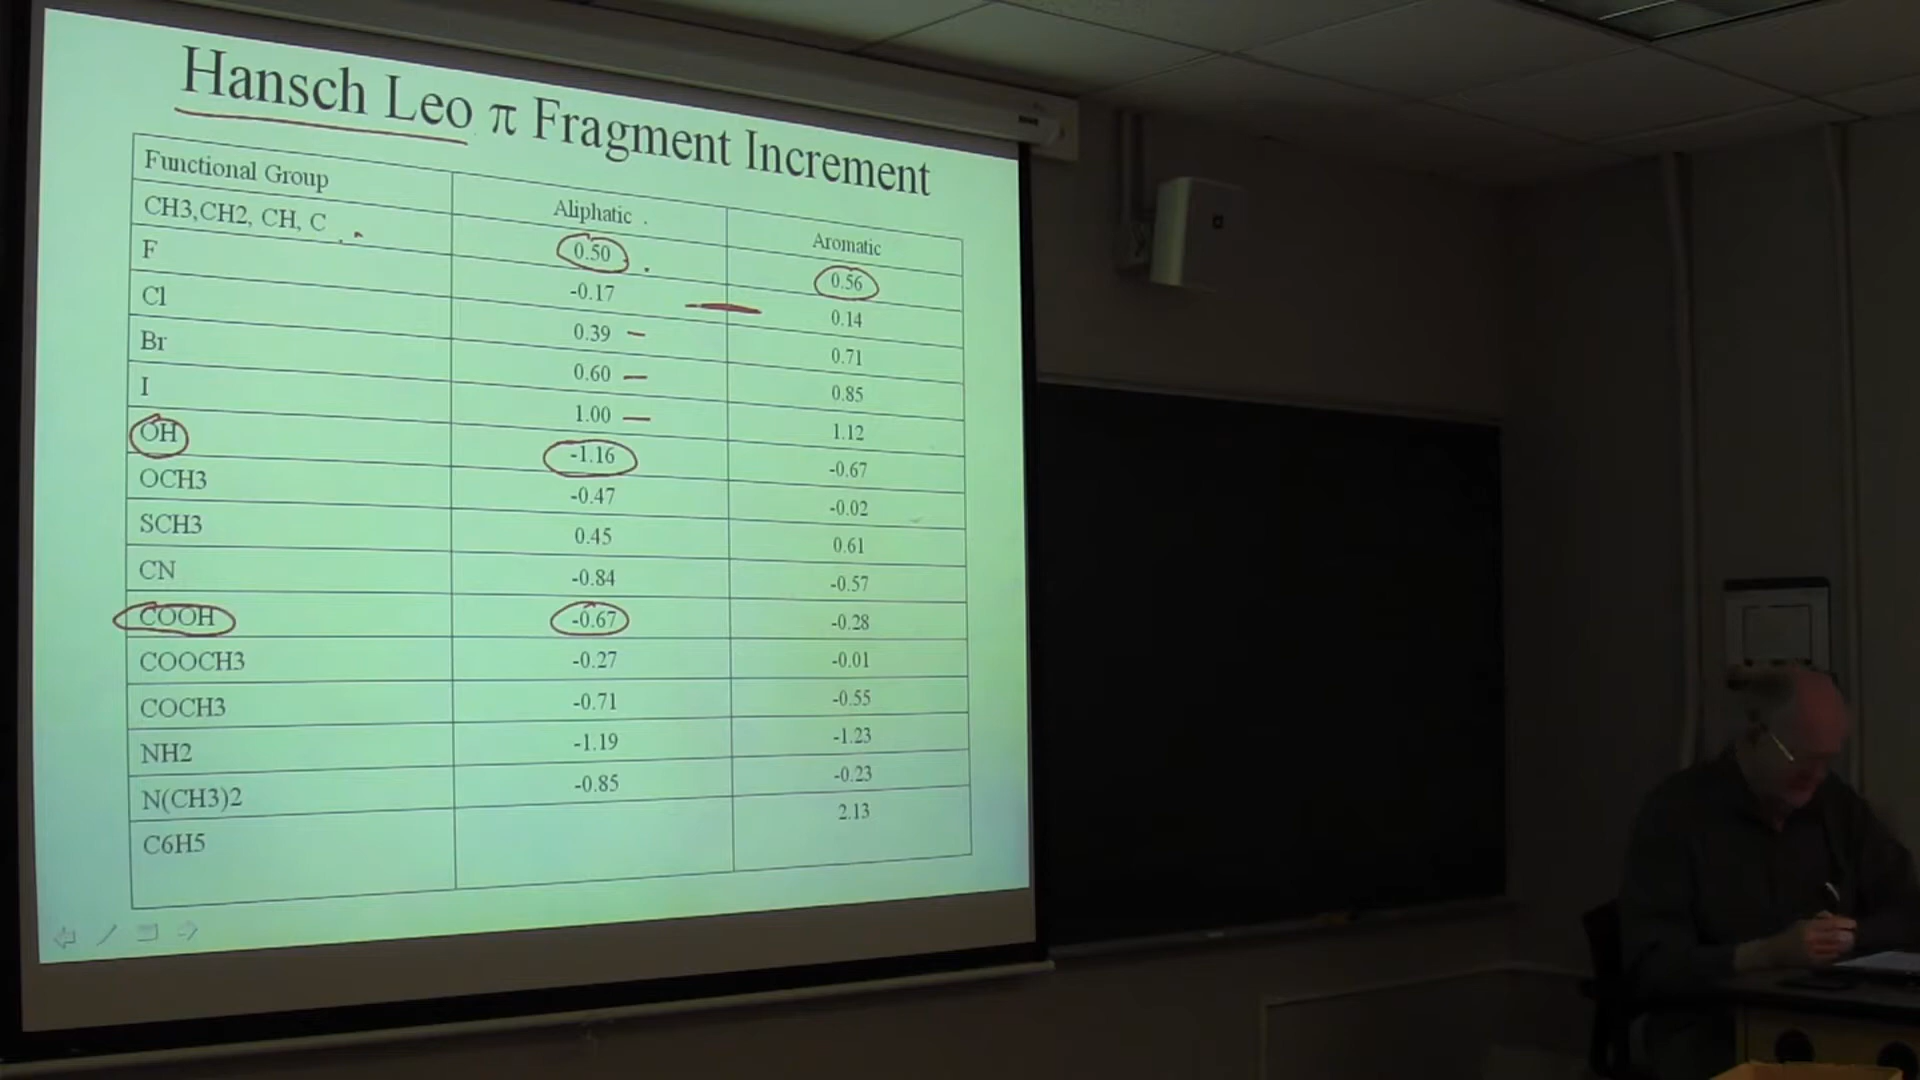 Hansch Leo π Fragment Increment
Functional Group Aliphatic Aromatic
CH3,CH2, CH, C 0.50 0.56
F -0.17 0.14
Cl 0.39 0.71
Br 0.60 0.85
I 1.00 1.12
OH -1.16 -0.67
OCH3 -0.47 -0.02
SCH3 0.45 0.61
CN -0.84 -0.57
COOH -0.67 -0.28
COOCH3 -0.27 -0.01
COCH3 -0.71 -0.55
NH2 -1.19 -1.23
N(CH3)2 -0.85 -0.23
C6H5 2.13